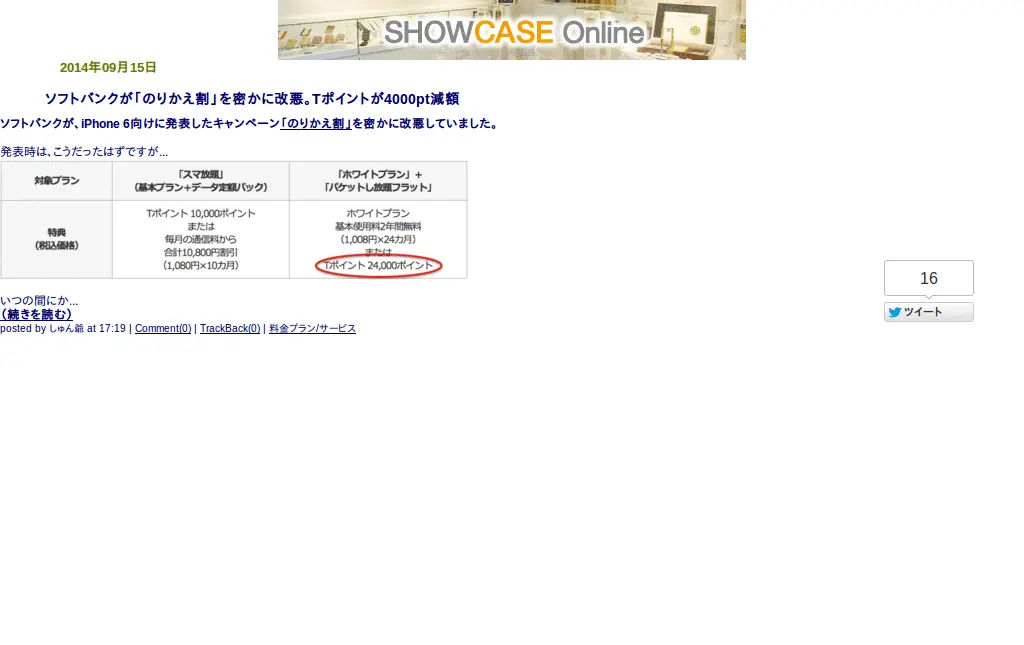 SHOWCASE Online
2014年09月15日
ソフトバンクが「のりかえ割」を密かに改悪。Tポイントが4000pt減額
ソフトバンクが、iPhone 6向けに発表したキャンペーン「のりかえ割」を密かに改悪していました。
発表時は、こうだったはずですが...
対象プラン
「スマ放題」
（基本プラン+データ定額パック）
「ホワイトプラン」+
「パケットし放題フラット」
特典
（税込価格）
Tポイント 10,000ポイント
または
毎月の通信料から
合計10,800円割引
（1,080円×10カ月）
ホワイトプラン
基本使用料2年間無料
（1,008円×24カ月）
または
Tポイント 24,000ポイント
いつの間にか...
（続きを読む）
posted by しゅん爺 at 17:19 | Comment(0) | TrackBack(0) | 料金プラン/サービス
16
ツイート